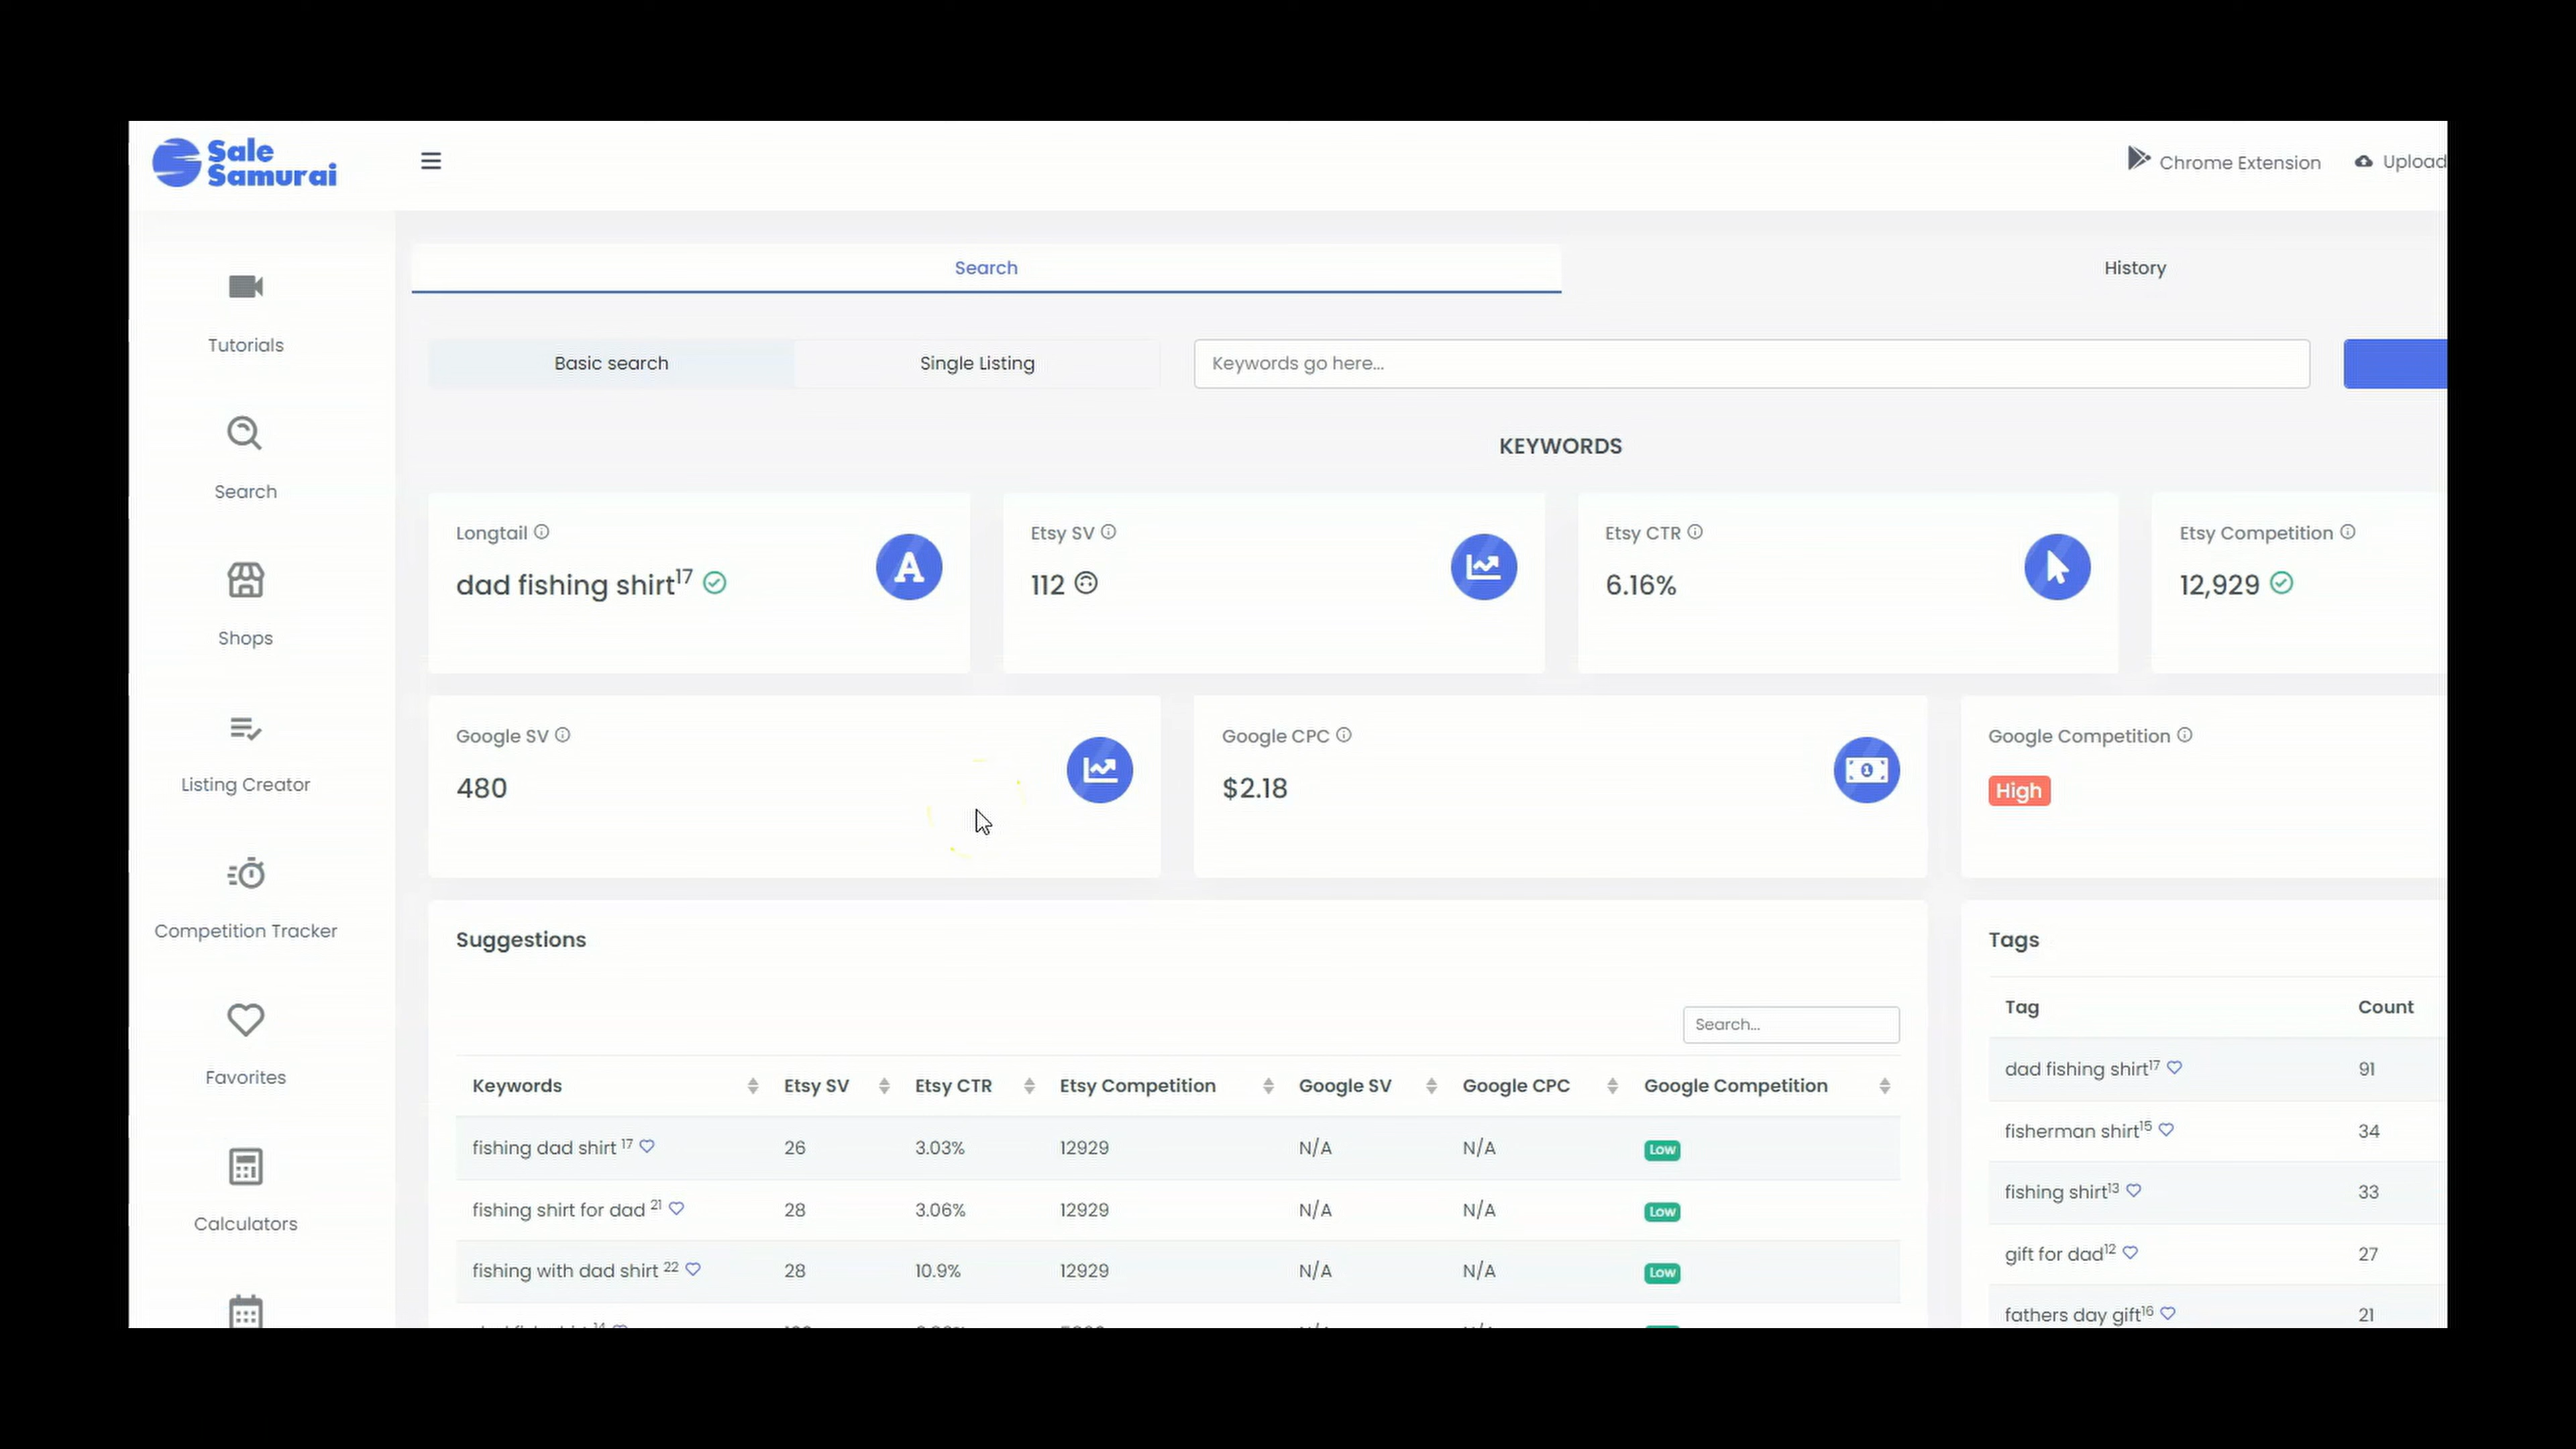 Sale Samurai
Chrome Extension
Upload
Search
History
Tutorials
Basic search
Single Listing
Keywords go here...
KEYWORDS
Search
Longtail
Etsy SV
Etsy CTR
Etsy Competition
dad fishing shirt17
112
6.16%
12,929
Shops
Google SV
Google CPC
Google Competition
480
$2.18
High
Listing Creator
Competition Tracker
Suggestions
Tags
Search...
Tag
Count
Keywords
Etsy SV
Etsy CTR
Etsy Competition
Google SV
Google CPC
Google Competition
Favorites
dad fishing shirt17 91
fishing dad shirt 17 26 3.03% 12929 N/A N/A Low
fisherman shirt15 34
fishing shirt for dad 21 28 3.06% 12929 N/A N/A Low
fishing shirt13 33
Calculators
fishing with dad shirt 22 28 10.9% 12929 N/A N/A Low
gift for dad12 27
fathers day gift16 21